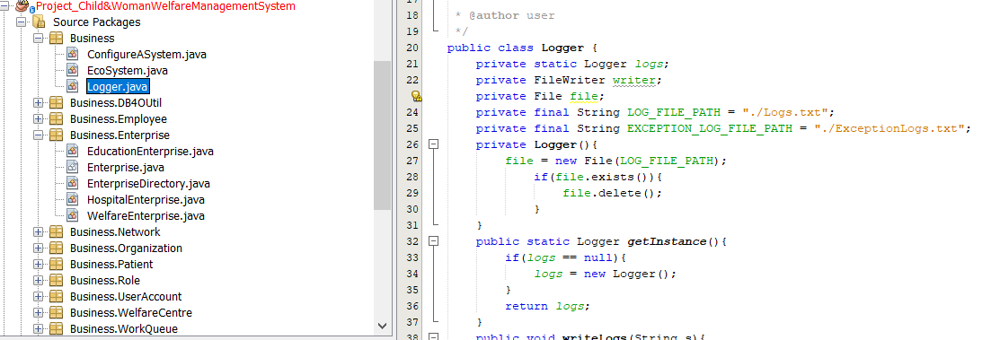 Project_Child&WomanWelfareManagementSystem
Source Packages
Business
ConfigureASystem.java
EcoSystem.java
Logger.java
Business.DB4OUtil
Business.Employee
Business.Enterprise
EducationEnterprise.java
Enterprise.java
EnterpriseDirectory.java
HospitalEnterprise.java
WelfareEnterprise.java
Business.Network
Business.Organization
Business.Patient
Business.Role
Business.UserAccount
Business.WelfareCentre
Business.WorkQueue
17
18 * @author user
19 */
20 public class Logger {
21 private static Logger logs;
22 private FileWriter writer;
private File file;
24 private final String LOG_FILE_PATH = "./Logs.txt";
25 private final String EXCEPTION_LOG_FILE_PATH = "./ExceptionLogs.txt";
26 private Logger(){
27 file = new File(LOG_FILE_PATH);
28 if(file.exists()){
29 file.delete();
30 }
31 }
32 public static Logger getInstance(){
33 if(logs == null){
34 logs = new Logger();
35 }
36 return logs;
37 }
38 public void writeLogs(String s){